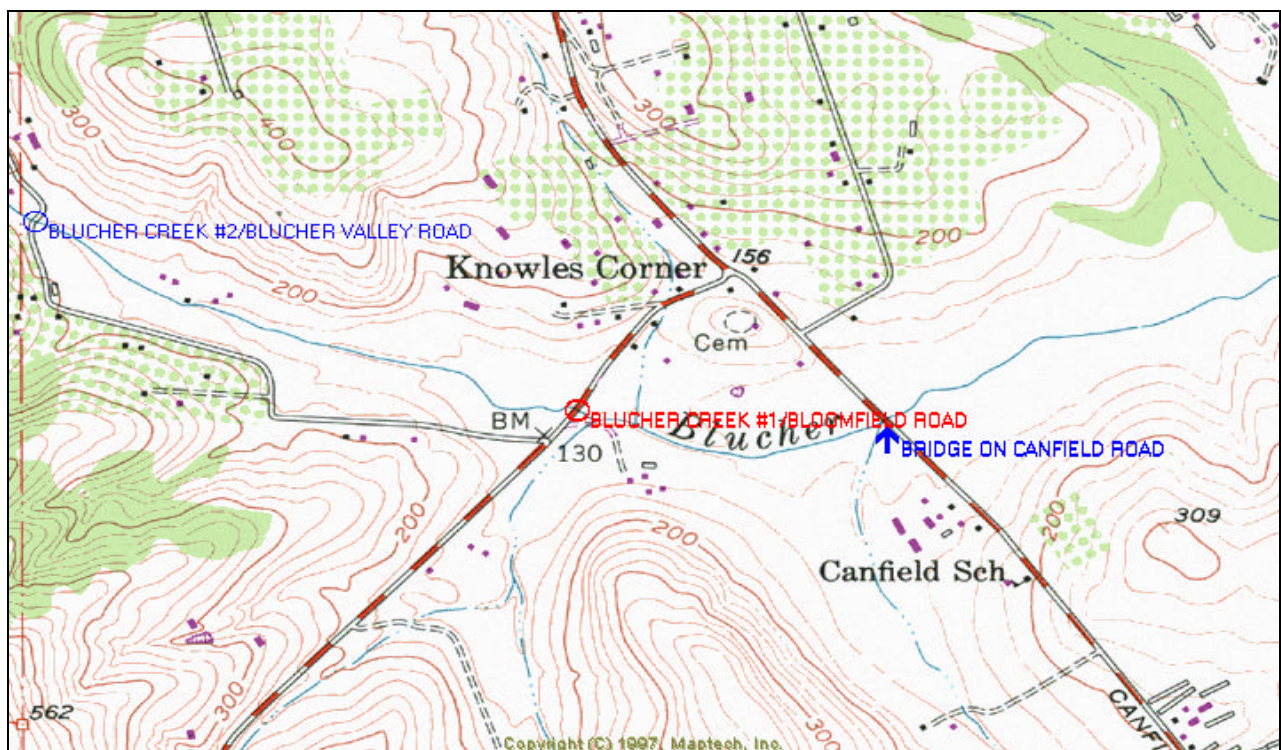 300
400
BLUCHER CREEK #2/BLUCHER VALLEY ROAD
200
156
Knowles Corner
200
Cem
BLUCHER CREEK #1/BLOOMFIELD ROAD
BM
130
Blucher
BRIDGE ON CANFIELD ROAD
200
200
200
309
Canfield Sch
300
300
562
CANF
Copyright (C) 1997, Maptech, Inc.